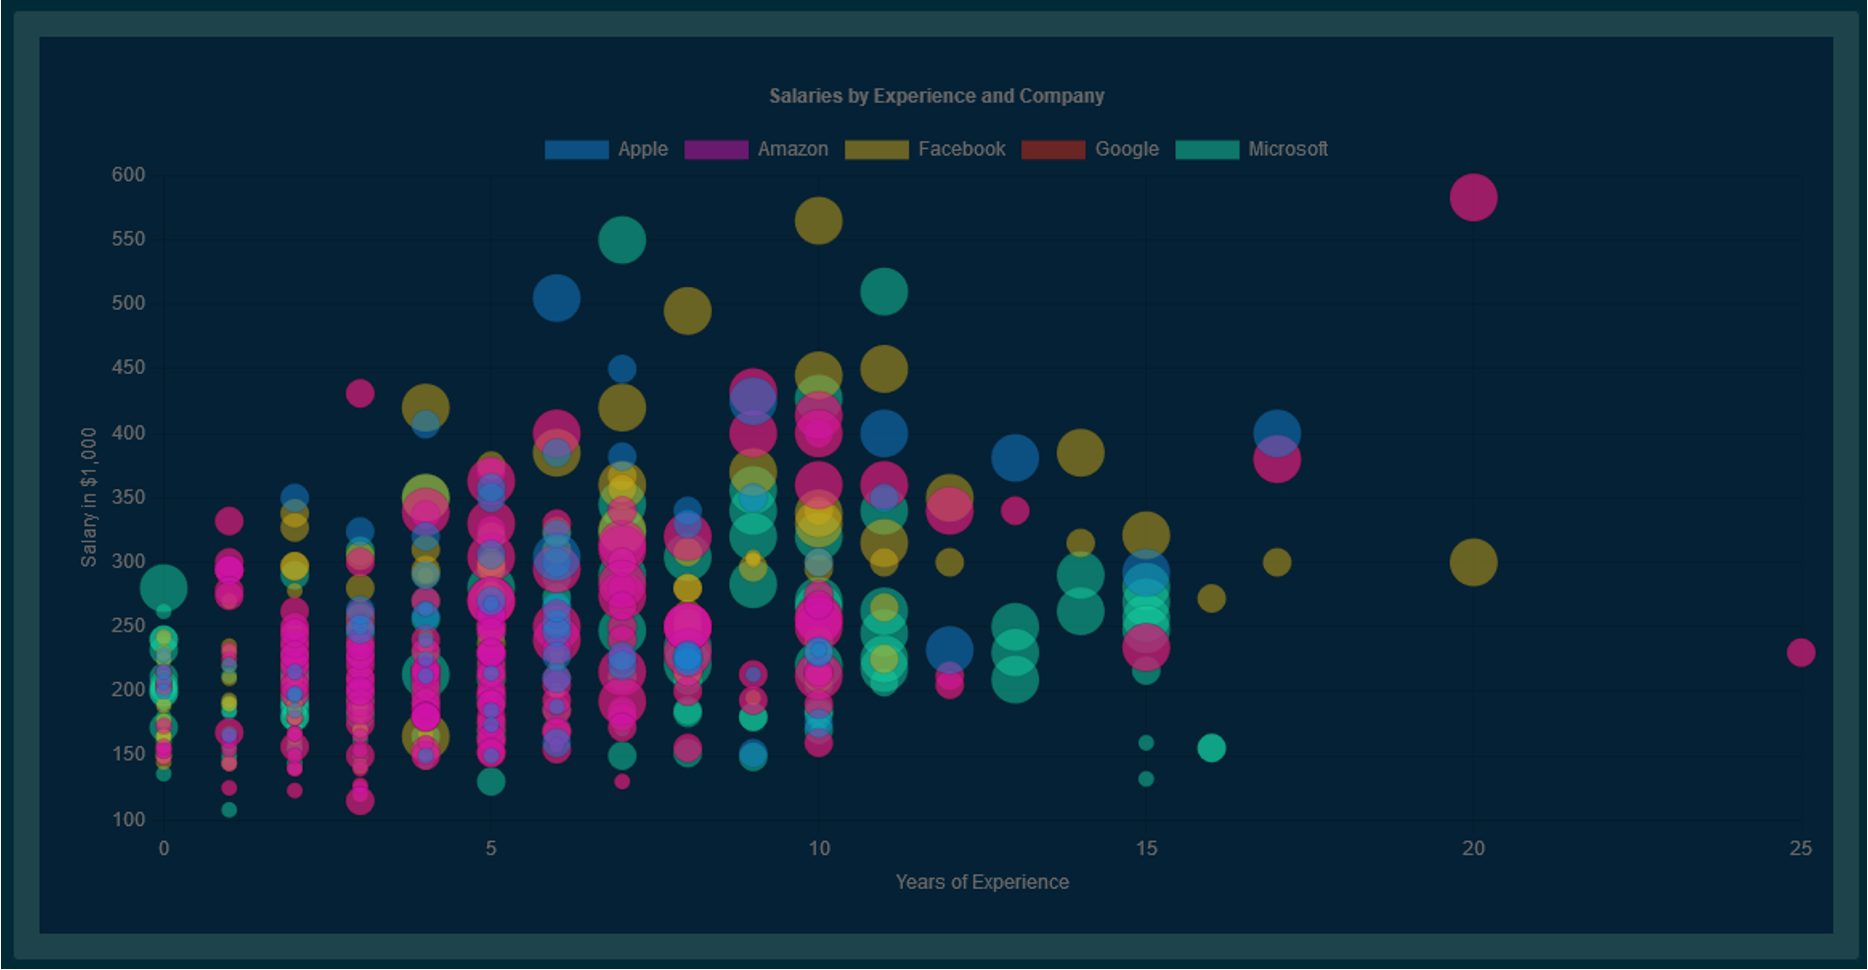 Salaries by Experience and Company
Apple Amazon Facebook Google Microsoft
600
550
500
450
400
350
300
250
200
150
100
Salary in $1,000
0 5 10 15 20 25
Years of Experience